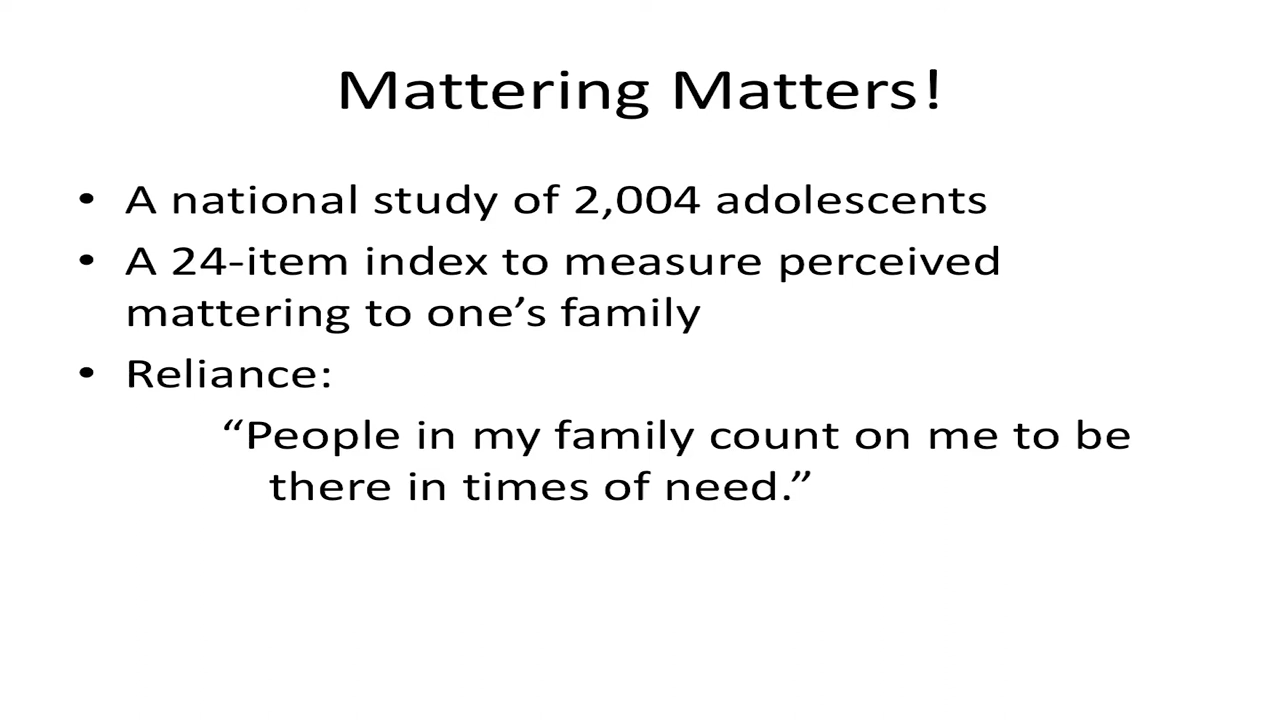 Mattering Matters!
• A national study of 2,004 adolescents
• A 24-item index to measure perceived
mattering to one’s family
• Reliance:
“People in my family count on me to be
there in times of need.”